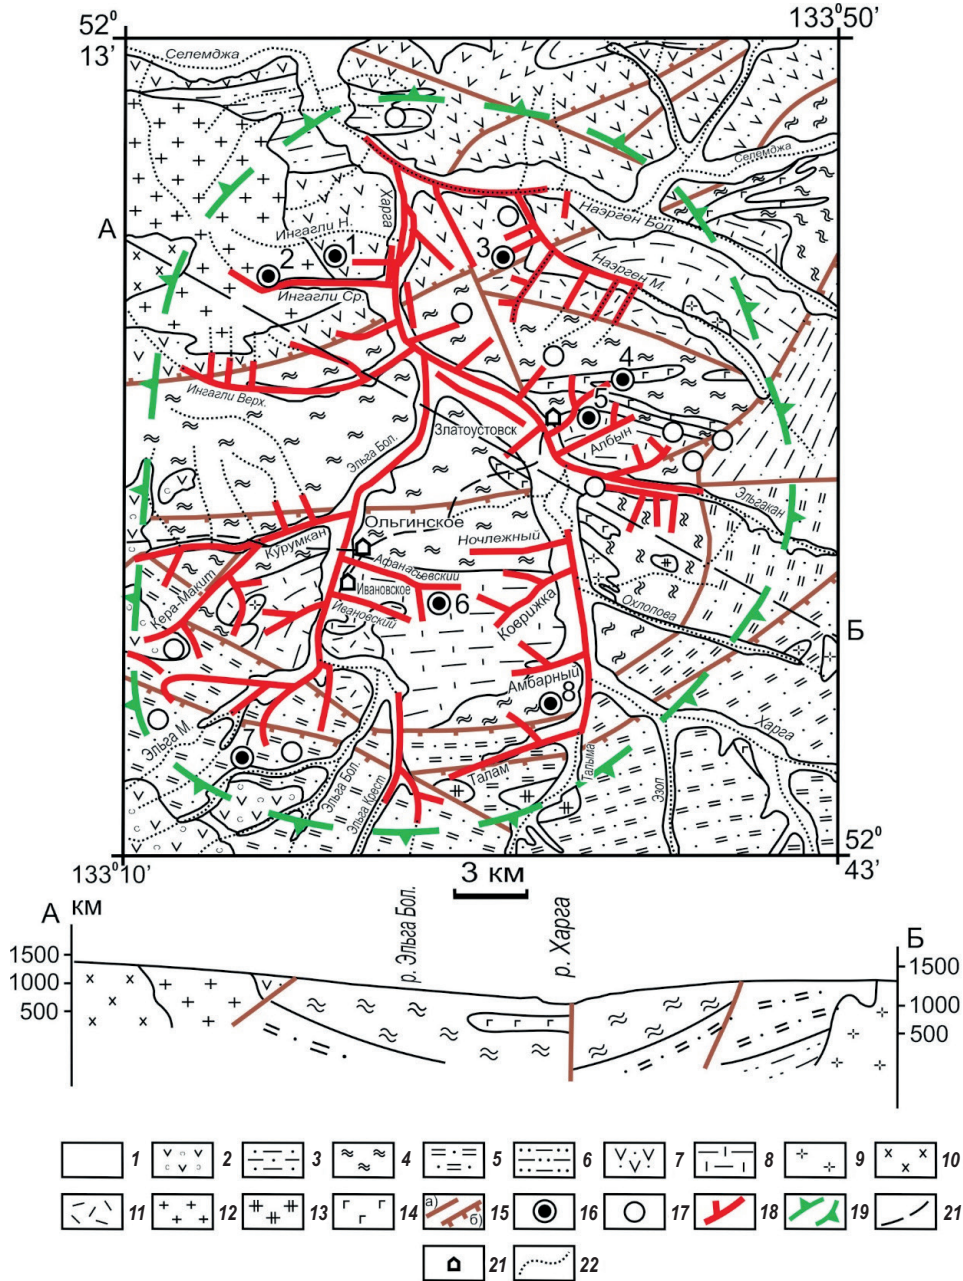 52⁰ 133⁰50'
13'
Селемджа
Селемджа
Харга
А
Ингагли Н.
Наэрген Бол.
1
2
3
Наэрген М.
Ингагли Ср.
4
Ингагли Верх.
5
Златоустовск
Албын
Эльга Бол.
Эльгакан
Ольгинское
Курумкан
Ночлежный
Афанасьевский
Кера-Макит
Ивановское
6
Ивановский
Коврижка
Охлопова
Б
Амбарный
8
Харга
Эльга М.
7
Талам
Талыма
Эльга Бол.
Эльга Крест
Эзоп
52⁰
133⁰10' 3 км 43'
А км
р. Эльга Бол.
р. Харга
Б
1500 1500
1000 1000
500 500
1 2 3 4 5 6 7 8 9 10
11 12 13 14 а) б) 15 16 17 18 19 21
21 22